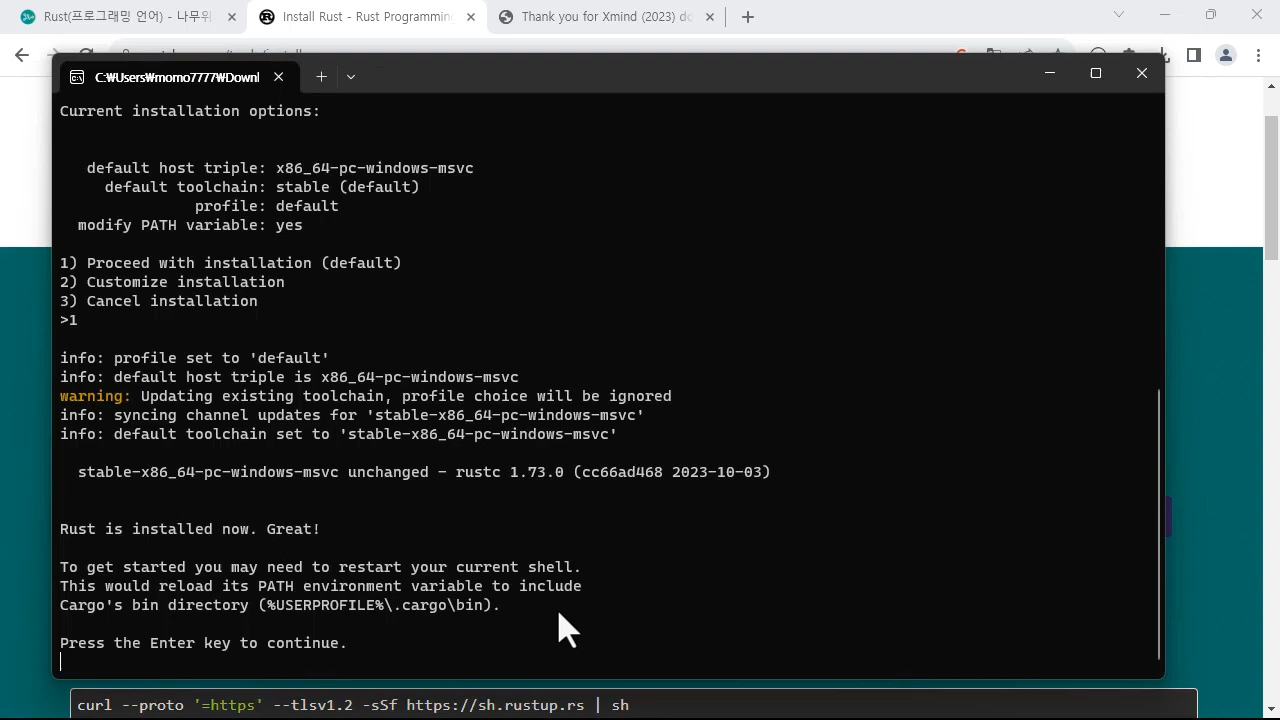 Rust(프로그래밍 언어) - 나무위
Install Rust - Rust Programming
Thank you for Xmind (2023) do
C:₩Users₩momo7777₩Downl
Current installation options:
default host triple: x86_64-pc-windows-msvc
default toolchain: stable (default)
profile: default
modify PATH variable: yes
1) Proceed with installation (default)
2) Customize installation
3) Cancel installation
>1
info: profile set to 'default'
info: default host triple is x86_64-pc-windows-msvc
warning: Updating existing toolchain, profile choice will be ignored
info: syncing channel updates for 'stable-x86_64-pc-windows-msvc'
info: default toolchain set to 'stable-x86_64-pc-windows-msvc'
stable-x86_64-pc-windows-msvc unchanged - rustc 1.73.0 (cc66ad468 2023-10-03)
Rust is installed now. Great!
To get started you may need to restart your current shell.
This would reload its PATH environment variable to include
Cargo's bin directory (%USERPROFILE%\.cargo\bin).
Press the Enter key to continue.
curl --proto '=https' --tlsv1.2 -sSf https://sh.rustup.rs | sh